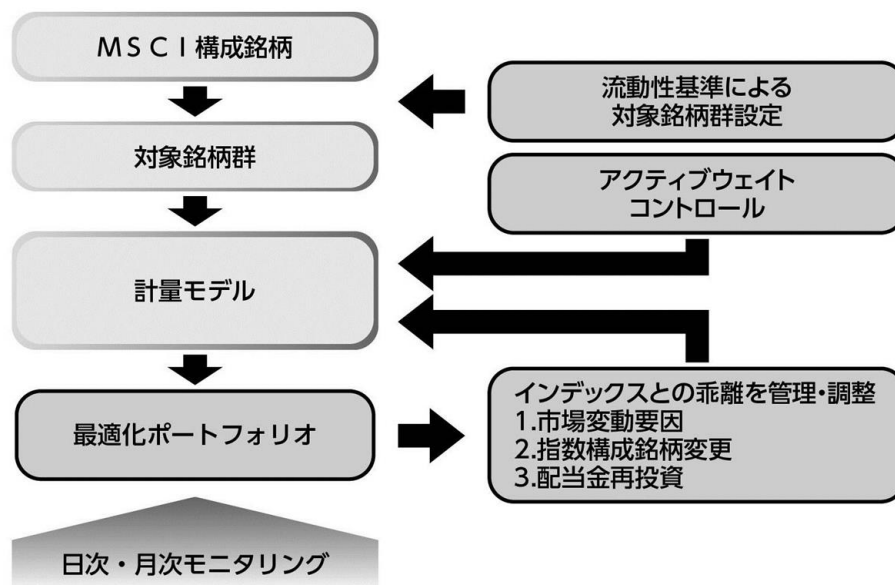 ＭＳＣＩ構成銘柄
流動性基準による
対象銘柄群設定
対象銘柄群
アクティブウェイト
コントロール
計量モデル
最適化ポートフォリオ
インデックスとの乖離を管理・調整
1.市場変動要因
2.指数構成銘柄変更
3.配当金再投資
日次・月次モニタリング